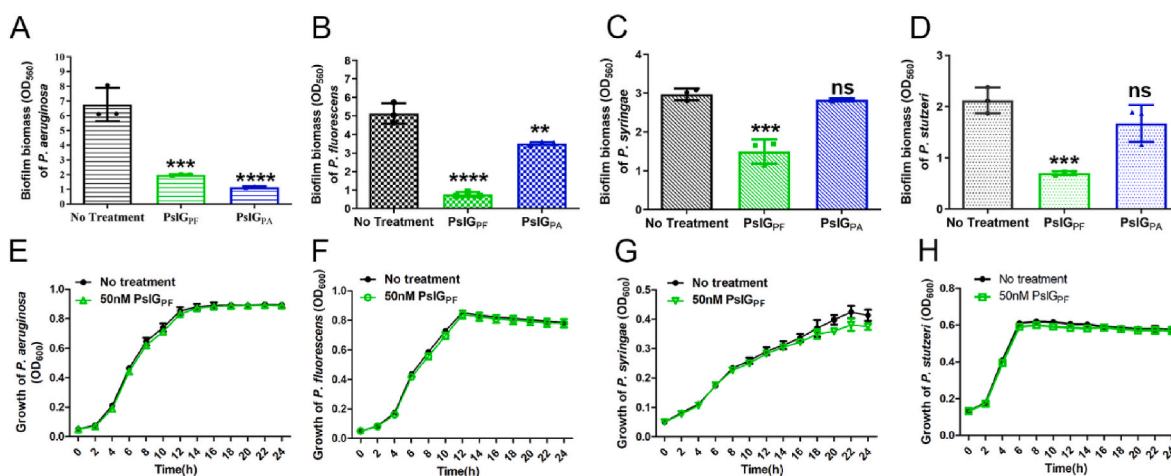 A
Biofilm biomass (OD560)
of P. aeruginosa
7
6
5
4
3
2
1
0
***
****
No Treatment PslGPF PslGPA
B
Biofilm biomass (OD560)
of P. fluorescens
6
5
4
3
2
1
0
****
**
No Treatment PslGPF PslGPA
C
Biofilm biomass (OD560)
of P. syringae
4
3
2
1
0
***
ns
No Treatment PslGPF PslGPA
D
Biofilm biomass (OD560)
of P. stutzeri
3
2
1
0
***
ns
No Treatment PslGPF PslGPA
E
Growth of P. aeruginosa
(OD600)
1.0
0.8
0.6
0.4
0.2
0.0
No treatment
50nM PslGPF
0 2 4 6 8 10 12 14 16 18 20 22 24
Time(h)
F
Growth of P. fluorescens (OD600)
1.0
0.8
0.6
0.4
0.2
0.0
No treatment
50nM PslGPF
0 2 4 6 8 10 12 14 16 18 20 22 24
Time(h)
G
Growth of P. syringae (OD600)
0.6
0.4
0.2
0.0
No treatment
50nM PslGPF
0 2 4 6 8 10 12 14 16 18 20 22 24
Time(h)
H
Growth of P. stutzeri (OD600)
0.8
0.6
0.4
0.2
0.0
No treatment
50nM PslGPF
0 2 4 6 8 10 12 14 16 18 20 22 24
Time(h)